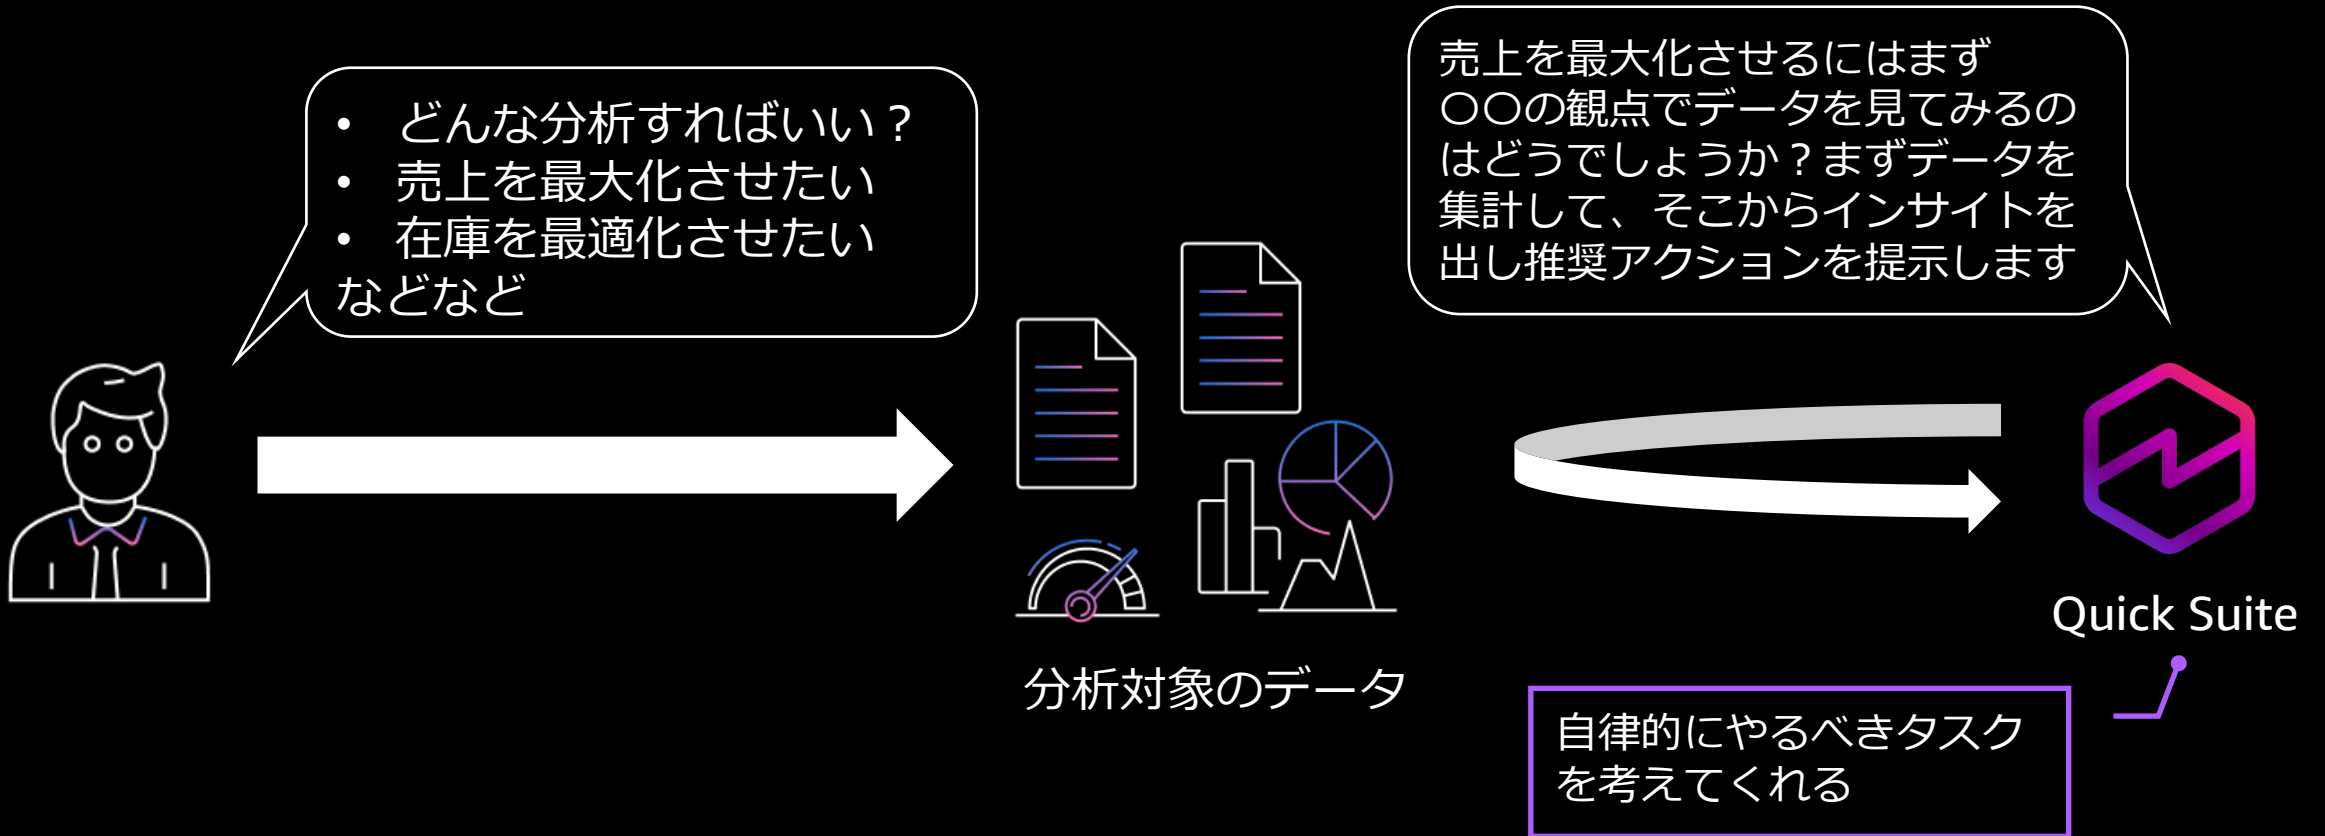 • どんな分析すればいい？
• 売上を最大化させたい
• 在庫を最適化させたい
などなど
売上を最大化させるにはまず
〇〇の観点でデータを見てみるの
はどうでしょうか？まずデータを
集計して、そこからインサイトを
出し推奨アクションを提示します
分析対象のデータ
Quick Suite
自律的にやるべきタスク
を考えてくれる